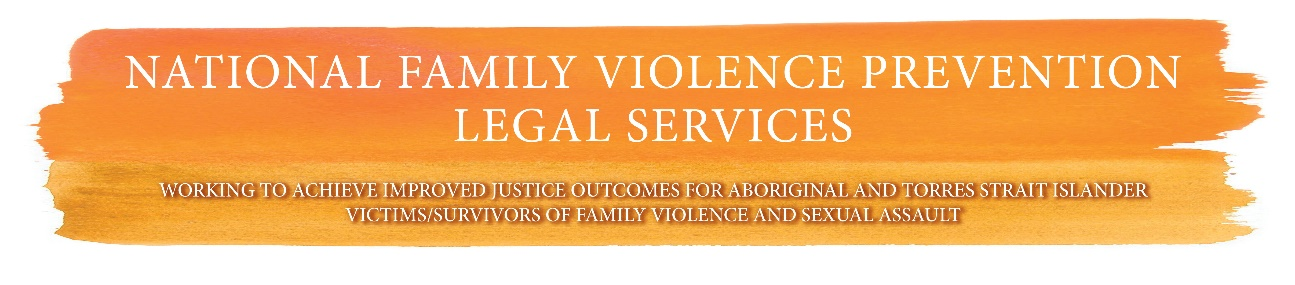 NATIONAL FAMILY VIOLENCE PREVENTION
LEGAL SERVICES
WORKING TO ACHIEVE IMPROVED JUSTICE OUTCOMES FOR ABORIGINAL AND TORRES STRAIT ISLANDER
VICTIMS/SURVIVORS OF FAMILY VIOLENCE AND SEXUAL ASSAULT